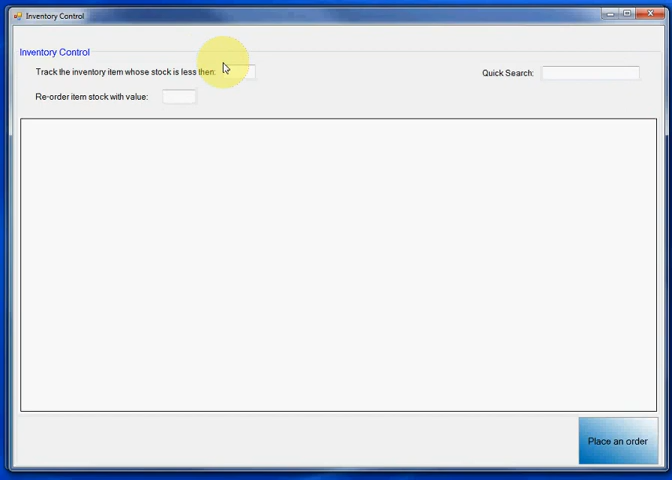 Inventory Control
Inventory Control
Track the inventory item whose stock is less then:
Quick Search:
Re-order item stock with value:
Place an order